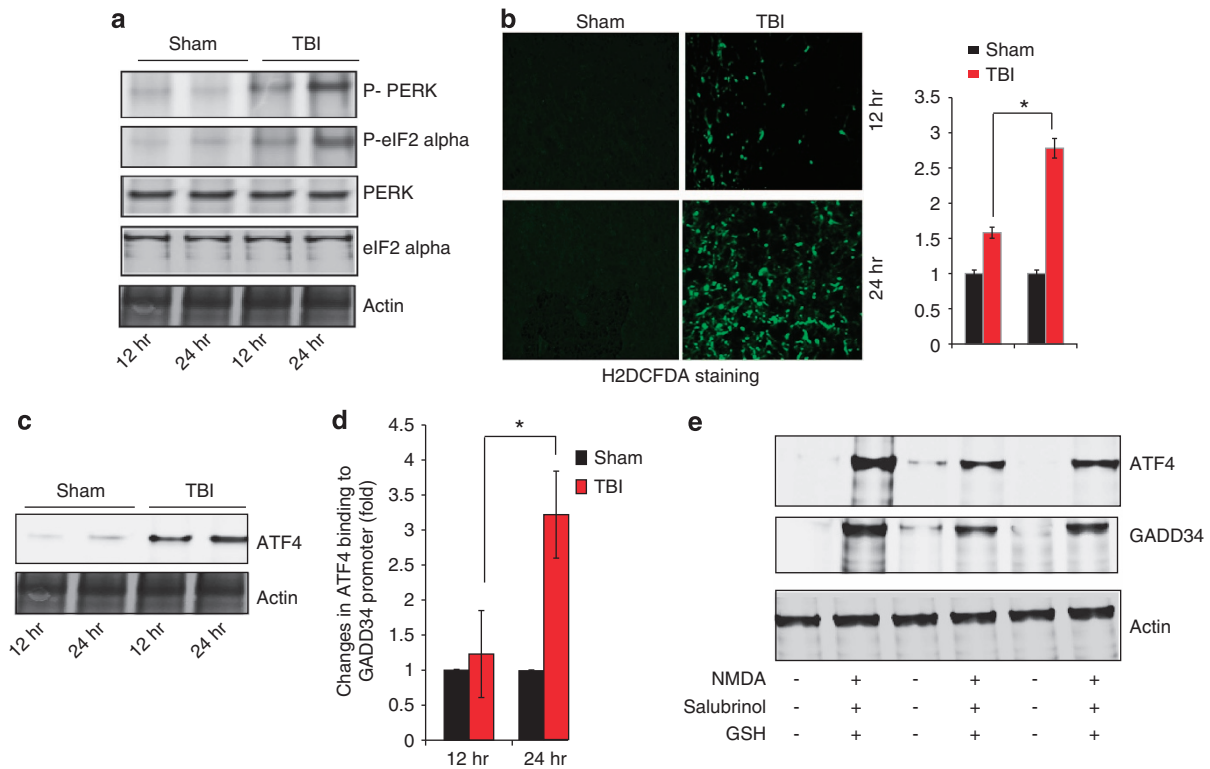 a
Sham TBI
P- PERK
P-eIF2 alpha
PERK
eIF2 alpha
Actin
12 hr 24 hr 12 hr 24 hr
b
Sham TBI
12 hr
24 hr
H2DCFDA staining
Sham
TBI
3.5
3
2.5
2
1.5
1
0.5
0
*
c
Sham TBI
ATF4
Actin
12 hr 24 hr 12 hr 24 hr
d
Changes in ATF4 binding to
GADD34 promoter (fold)
4.5
4
3.5
3
2.5
2
1.5
1
0.5
0
*
Sham
TBI
12 hr 24 hr
e
ATF4
GADD34
Actin
NMDA - + - + - +
Salubrinol - + - + - +
GSH - + - + - +